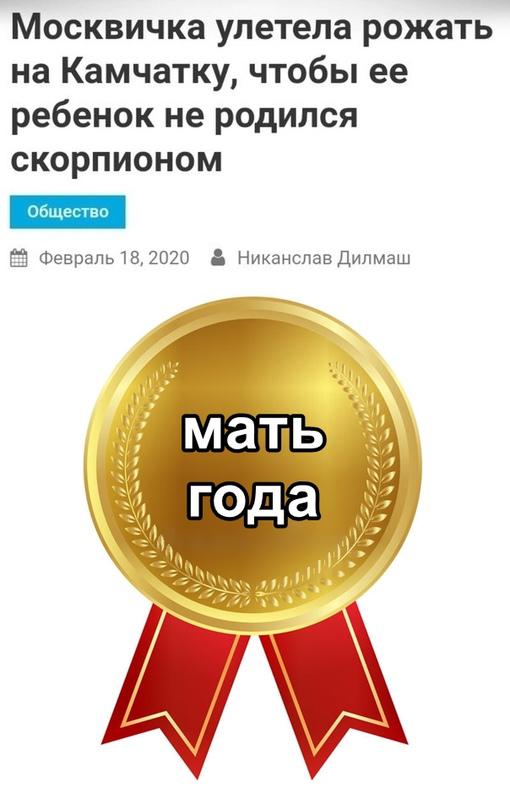 Москвичка улетела рожать
на Камчатку, чтобы ее
ребенок не родился
скорпионом
Общество
Февраль 18, 2020 Никанслав Дилмаш
мать
года